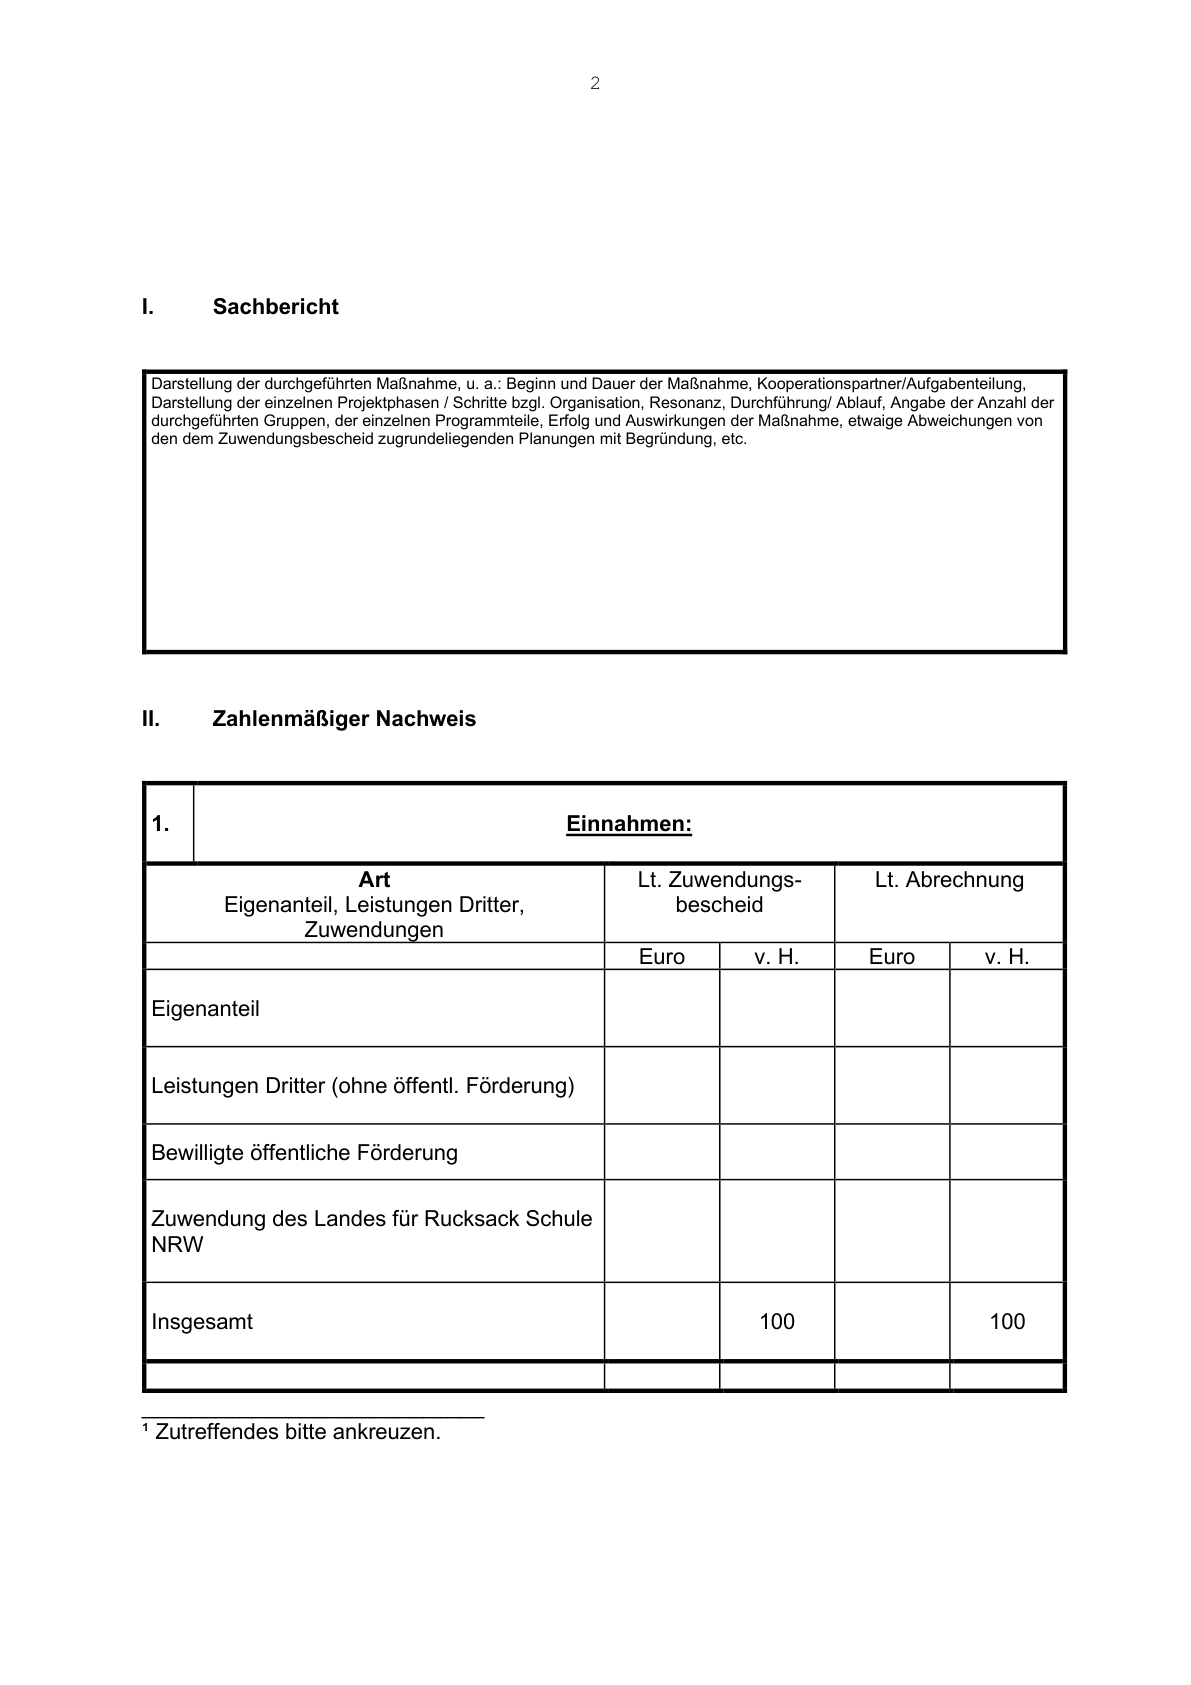 2
I. Sachbericht
Darstellung der durchgeführten Maßnahme, u. a.: Beginn und Dauer der Maßnahme, Kooperationspartner/Aufgabenteilung,
Darstellung der einzelnen Projektphasen / Schritte bzgl. Organisation, Resonanz, Durchführung/ Ablauf, Angabe der Anzahl der
durchgeführten Gruppen, der einzelnen Programmteile, Erfolg und Auswirkungen der Maßnahme, etwaige Abweichungen von
den dem Zuwendungsbescheid zugrundeliegenden Planungen mit Begründung, etc.
II. Zahlenmäßiger Nachweis
1. Einnahmen:
Art Lt. Zuwendungs- Lt. Abrechnung
Eigenanteil, Leistungen Dritter, bescheid
Zuwendungen
Euro v. H. Euro v. H.
Eigenanteil
Leistungen Dritter (ohne öffentl. Förderung)
Bewilligte öffentliche Förderung
Zuwendung des Landes für Rucksack Schule
NRW
Insgesamt 100 100
¹ Zutreffendes bitte ankreuzen.